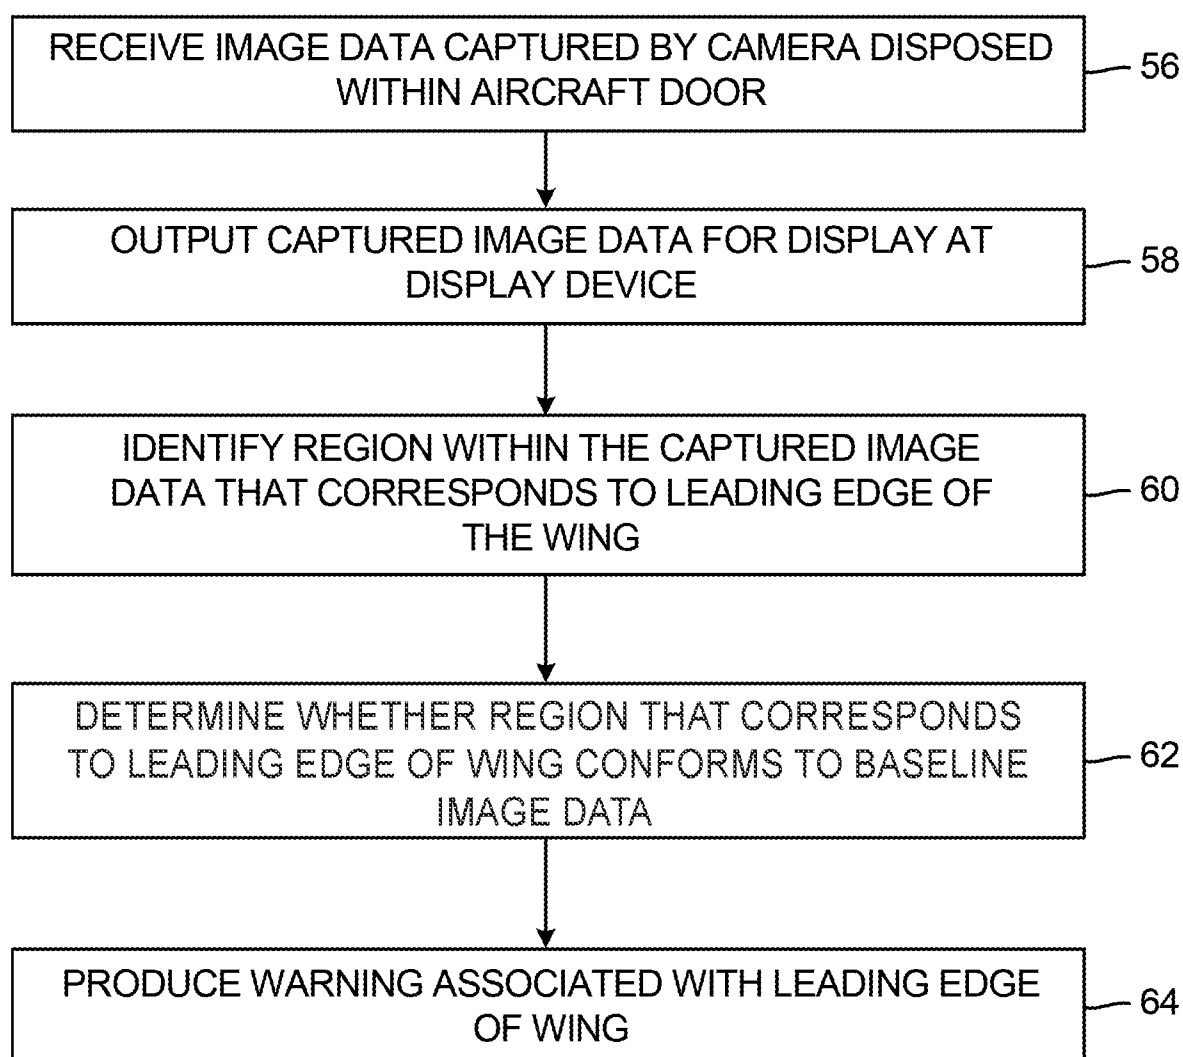 RECEIVE IMAGE DATA CAPTURED BY CAMERA DISPOSED
WITHIN AIRCRAFT DOOR
56
OUTPUT CAPTURED IMAGE DATA FOR DISPLAY AT
DISPLAY DEVICE
58
IDENTIFY REGION WITHIN THE CAPTURED IMAGE
DATA THAT CORRESPONDS TO LEADING EDGE OF
THE WING
60
DETERMINE WHETHER REGION THAT CORRESPONDS
TO LEADING EDGE OF WING CONFORMS TO BASELINE
IMAGE DATA
62
PRODUCE WARNING ASSOCIATED WITH LEADING EDGE
OF WING
64